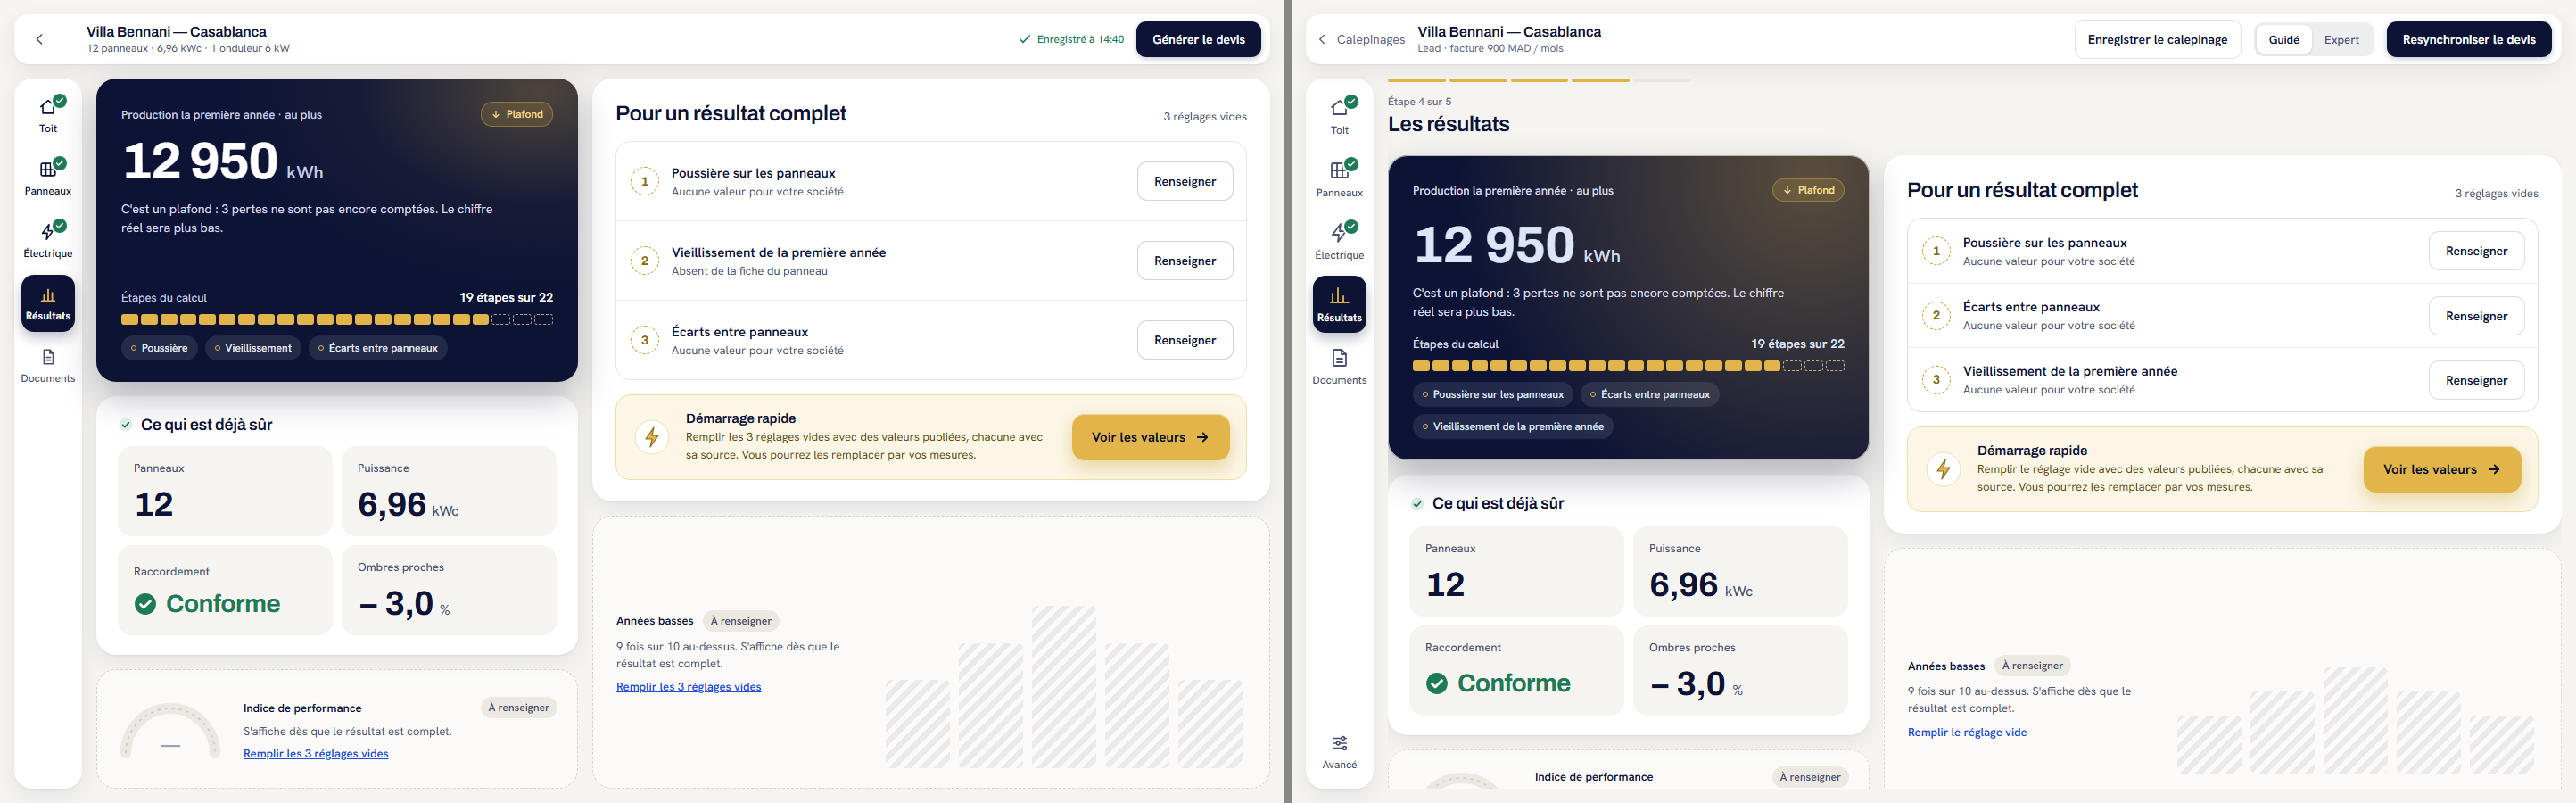 Villa Bennani — Casablanca
12 panneaux · 6,96 kWc · 1 onduleur 6 kW
Enregistré à 14:40
Générer le devis
Toit
Panneaux
Électrique
Résultats
Documents
Production la première année · au plus
Plafond
12 950 kWh
C'est un plafond : 3 pertes ne sont pas encore comptées. Le chiffre
réel sera plus bas.
Étapes du calcul
19 étapes sur 22
Poussière
Vieillissement
Écarts entre panneaux
Ce qui est déjà sûr
Panneaux
12
Puissance
6,96 kWc
Raccordement
Conforme
Ombres proches
– 3,0 %
Indice de performance
À renseigner
S'affiche dès que le résultat est complet.
Remplir les 3 réglages vides
Pour un résultat complet
3 réglages vides
1
Poussière sur les panneaux
Aucune valeur pour votre société
Renseigner
2
Vieillissement de la première année
Absent de la fiche du panneau
Renseigner
3
Écarts entre panneaux
Aucune valeur pour votre société
Renseigner
Démarrage rapide
Remplir les 3 réglages vides avec des valeurs publiées, chacune avec
sa source. Vous pourrez les remplacer par vos mesures.
Voir les valeurs
Années basses
À renseigner
9 fois sur 10 au-dessus. S'affiche dès que le
résultat est complet.
Remplir les 3 réglages vides
Calepinages
Villa Bennani — Casablanca
Lead · facture 900 MAD / mois
Enregistrer le calepinage
Guidé
Expert
Resynchroniser le devis
Toit
Panneaux
Électrique
Résultats
Documents
Avancé
Étape 4 sur 5
Les résultats
Production la première année · au plus
Plafond
12 950 kWh
C'est un plafond : 3 pertes ne sont pas encore comptées. Le chiffre
réel sera plus bas.
Étapes du calcul
19 étapes sur 22
Poussière sur les panneaux
Écarts entre panneaux
Vieillissement de la première année
Ce qui est déjà sûr
Panneaux
12
Puissance
6,96 kWc
Raccordement
Conforme
Ombres proches
– 3,0 %
Indice de performance
À renseigner
Pour un résultat complet
3 réglages vides
1
Poussière sur les panneaux
Aucune valeur pour votre société
Renseigner
2
Écarts entre panneaux
Aucune valeur pour votre société
Renseigner
3
Vieillissement de la première année
Aucune valeur pour votre société
Renseigner
Démarrage rapide
Remplir le réglage vide avec des valeurs publiées, chacune avec sa
source. Vous pourrez les remplacer par vos mesures.
Voir les valeurs
Années basses
À renseigner
9 fois sur 10 au-dessus. S'affiche dès que le
résultat est complet.
Remplir le réglage vide